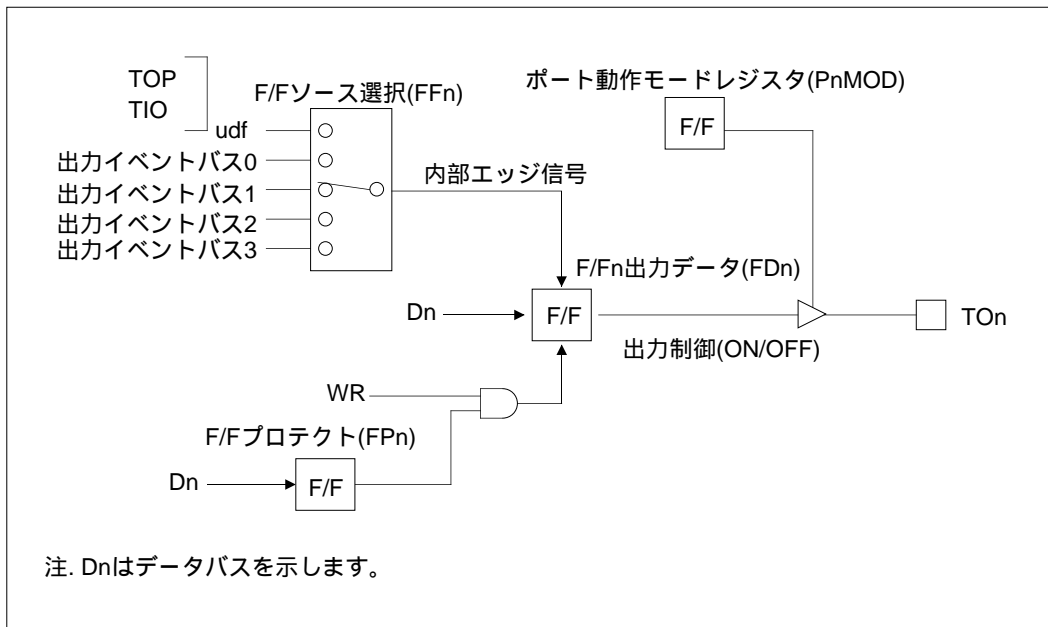 TOP
TIO
F/Fソース選択(FFn)
udf
出力イベントバス0
出力イベントバス1
出力イベントバス2
出力イベントバス3
内部エッジ信号
ポート動作モードレジスタ(PnMOD)
F/F
F/Fn出力データ(FDn)
Dn
F/F
TOn
出力制御(ON/OFF)
WR
F/Fプロテクト(FPn)
Dn
F/F
注. Dnはデータバスを示します。